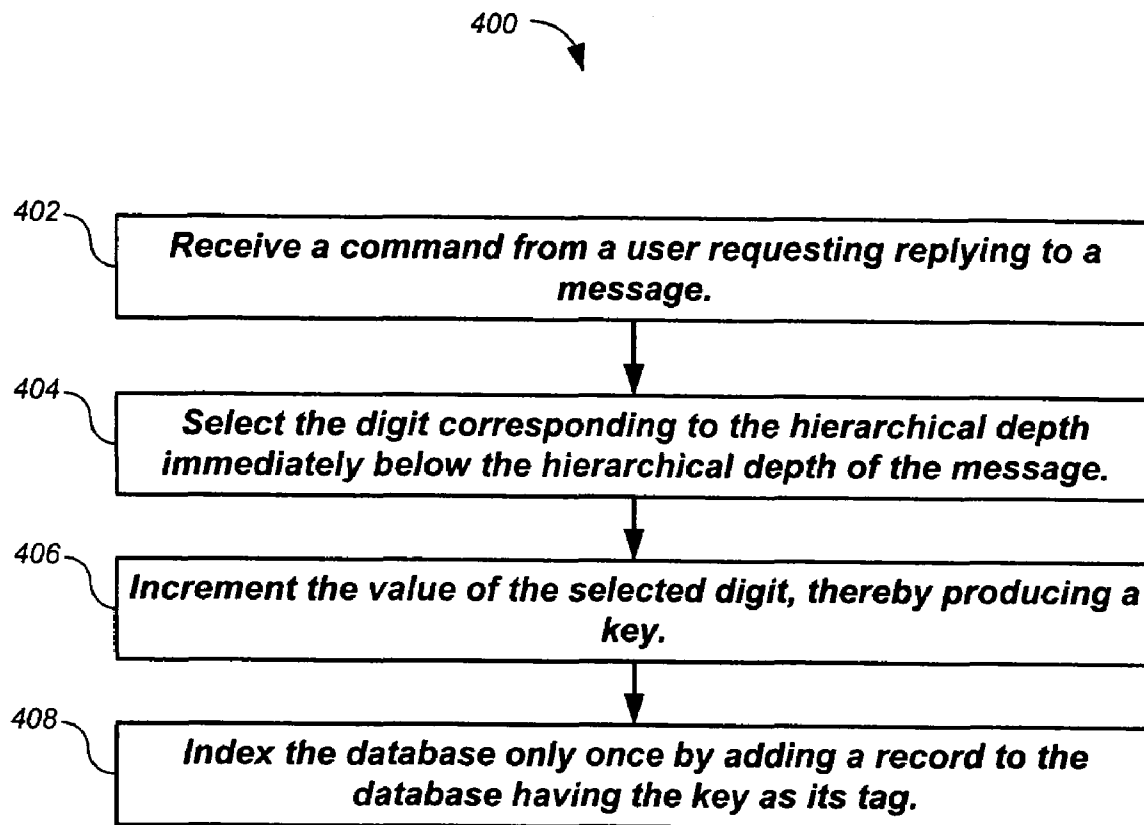 400
402
Receive a command from a user requesting replying to a
message.
404
Select the digit corresponding to the hierarchical depth
immediately below the hierarchical depth of the message.
406
Increment the value of the selected digit, thereby producing a
key.
408
Index the database only once by adding a record to the
database having the key as its tag.